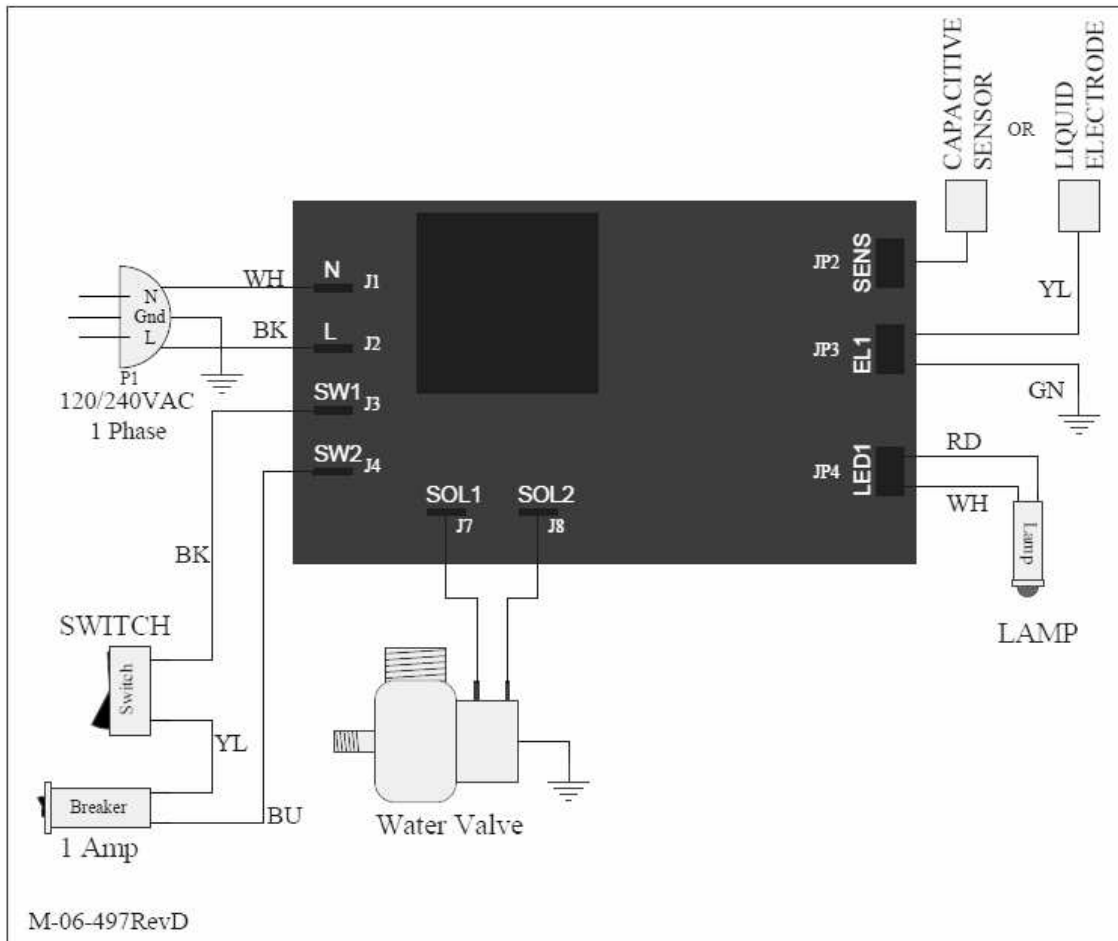 CAPACITIVE
SENSOR
OR
LIQUID
ELECTRODE
N
Gnd
L
P1
120/240VAC
1 Phase
WH
BK
N
J1
L
J2
SW1
J3
SW2
J4
SOL1
J7
SOL2
J8
JP2
SENS
JP3
EL1
JP4
LED1
YL
GN
RD
WH
Lamp
LAMP
BK
SWITCH
Switch
YL
Breaker
1 Amp
BU
Water Valve
M-06-497RevD